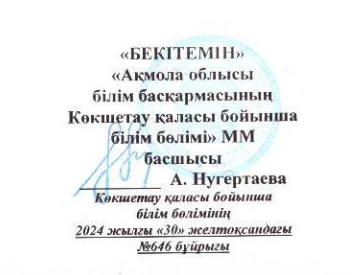 «БЕКІТЕМІН»
«Ақмола облысы
білім басқармасының
Көкшетау қаласы бойынша
білім бөлімі» ММ
басшысы
__________ А. Нугертаева
Көкшетау қаласы бойынша
білім бөлімінің
2024 жылғы «30» желтоқсандағы
№646 бұйрығы